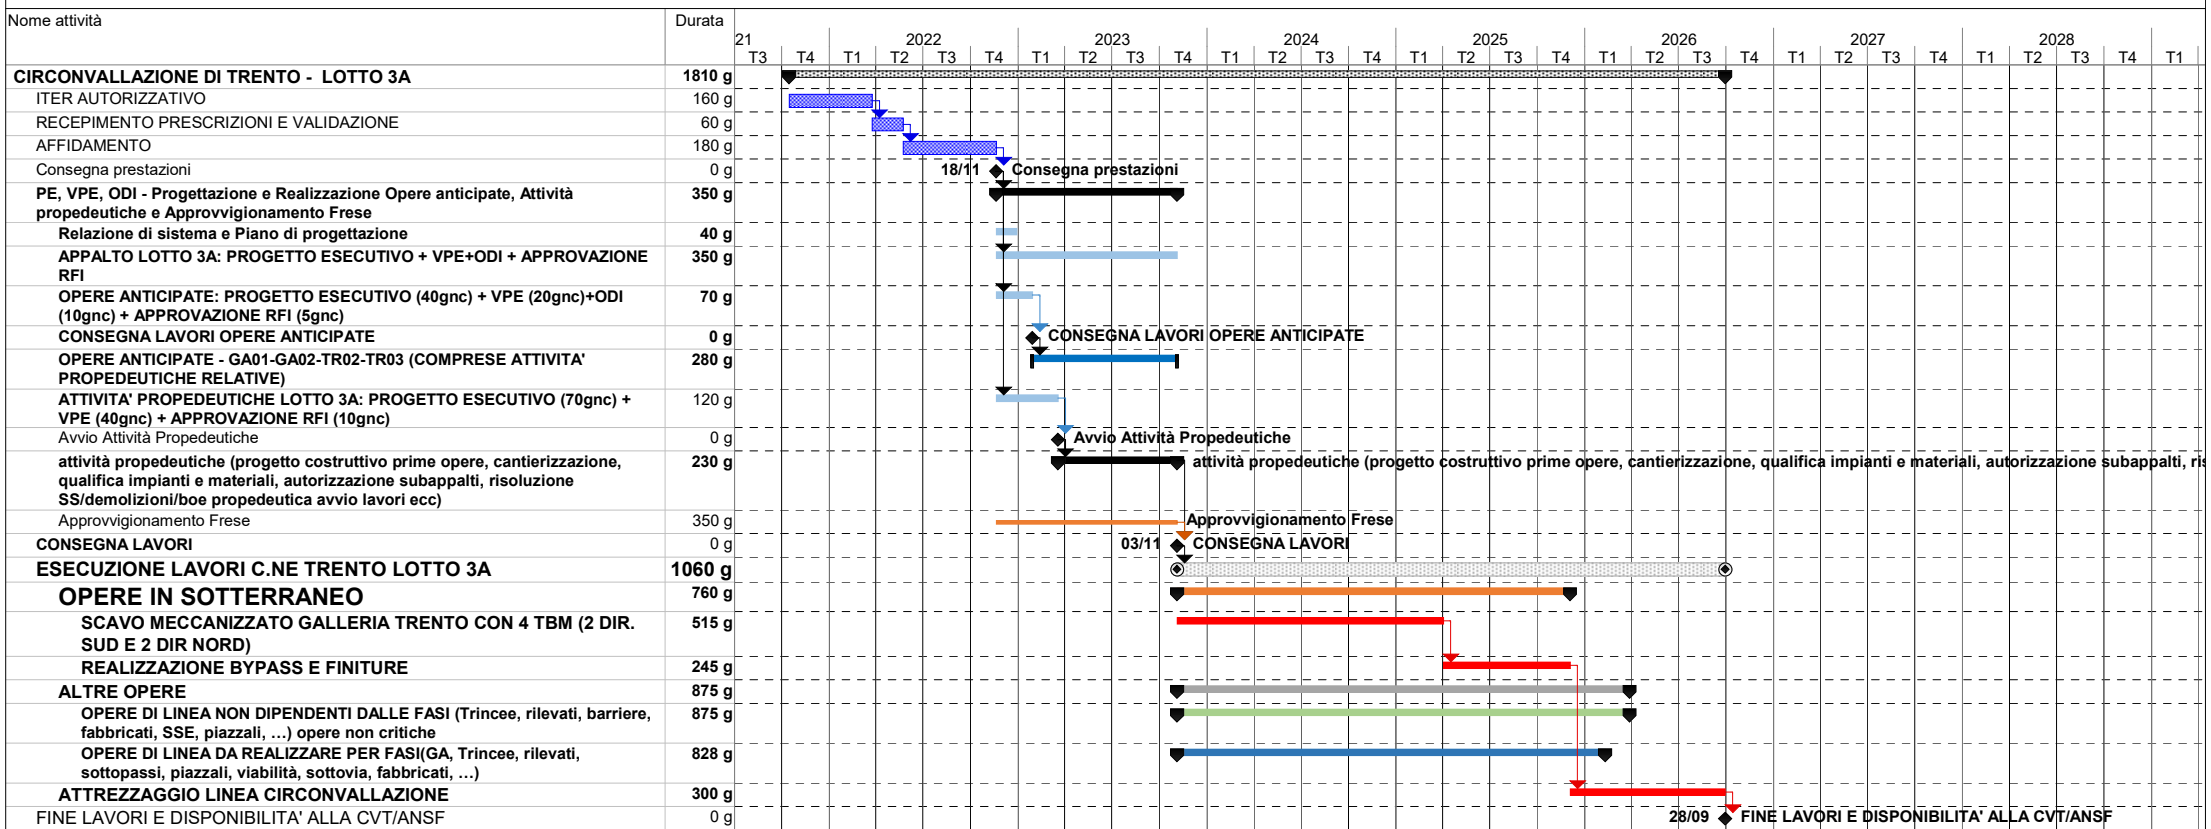 Nome attività Durata
21 2022 2023 2024 2025 2026 2027 2028
T3 T4 T1 T2 T3 T4 T1 T2 T3 T4 T1 T2 T3 T4 T1 T2 T3 T4 T1 T2 T3 T4 T1 T2 T3 T4 T1 T2 T3 T4 T1
CIRCONVALLAZIONE DI TRENTO - LOTTO 3A 1810 g
ITER AUTORIZZATIVO 160 g
RECEPIMENTO PRESCRIZIONI E VALIDAZIONE 60 g
AFFIDAMENTO 180 g
Consegna prestazioni 0 g 18/11 Consegna prestazioni
PE, VPE, ODI - Progettazione e Realizzazione Opere anticipate, Attività 350 g
propedeutiche e Approvvigionamento Frese
Relazione di sistema e Piano di progettazione 40 g
APPALTO LOTTO 3A: PROGETTO ESECUTIVO + VPE+ODI + APPROVAZIONE 350 g
RFI
OPERE ANTICIPATE: PROGETTO ESECUTIVO (40gnc) + VPE (20gnc)+ODI 70 g
(10gnc) + APPROVAZIONE RFI (5gnc)
CONSEGNA LAVORI OPERE ANTICIPATE 0 g CONSEGNA LAVORI OPERE ANTICIPATE
OPERE ANTICIPATE - GA01-GA02-TR02-TR03 (COMPRESE ATTIVITA' 280 g
PROPEDEUTICHE RELATIVE)
ATTIVITA' PROPEDEUTICHE LOTTO 3A: PROGETTO ESECUTIVO (70gnc) + 120 g
VPE (40gnc) + APPROVAZIONE RFI (10gnc)
Avvio Attività Propedeutiche 0 g Avvio Attività Propedeutiche
attività propedeutiche (progetto costruttivo prime opere, cantierizzazione, 230 g attività propedeutiche (progetto costruttivo prime opere, cantierizzazione, qualifica impianti e materiali, autorizzazione subappalti, ris
qualifica impianti e materiali, autorizzazione subappalti, risoluzione
SS/demolizioni/boe propedeutica avvio lavori ecc)
Approvvigionamento Frese 350 g Approvvigionamento Frese
CONSEGNA LAVORI 0 g 03/11 CONSEGNA LAVORI
ESECUZIONE LAVORI C.NE TRENTO LOTTO 3A 1060 g
OPERE IN SOTTERRANEO 760 g
SCAVO MECCANIZZATO GALLERIA TRENTO CON 4 TBM (2 DIR. 515 g
SUD E 2 DIR NORD)
REALIZZAZIONE BYPASS E FINITURE 245 g
ALTRE OPERE 875 g
OPERE DI LINEA NON DIPENDENTI DALLE FASI (Trincee, rilevati, barriere, 875 g
fabbricati, SSE, piazzali, …) opere non critiche
OPERE DI LINEA DA REALIZZARE PER FASI(GA, Trincee, rilevati, 828 g
sottopassi, piazzali, viabilità, sottovia, fabbricati, …)
ATTREZZAGGIO LINEA CIRCONVALLAZIONE 300 g
FINE LAVORI E DISPONIBILITA' ALLA CVT/ANSF 0 g 28/09 FINE LAVORI E DISPONIBILITA' ALLA CVT/ANSF